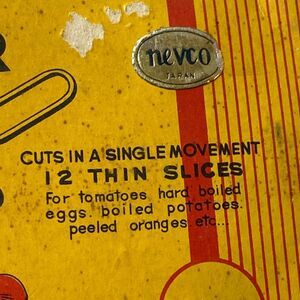 R
nevco
JAPAN
CUTS IN A SINGLE MOVEMENT
12 THIN SLICES
For tomatoes, hard boiled
eggs. boiled potatoes.
peeled oranges. etc...